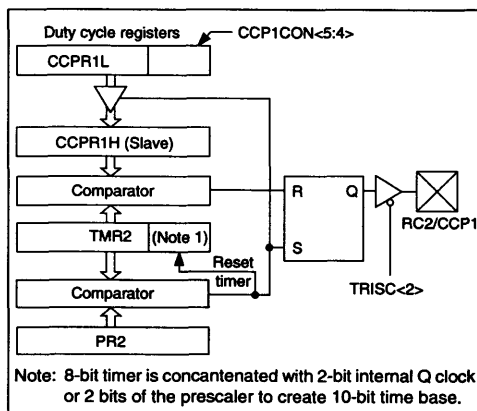 Duty cycle registers
CCP1CON<5:4>
CCPR1L
CCPR1H (Slave)
Comparator
R
Q
RC2/CCP1
TMR2
(Note 1)
S
Reset
timer
Comparator
TRISC<2>
PR2
Note: 8-bit timer is concantenated with 2-bit internal Q clock
or 2 bits of the prescaler to create 10-bit time base.